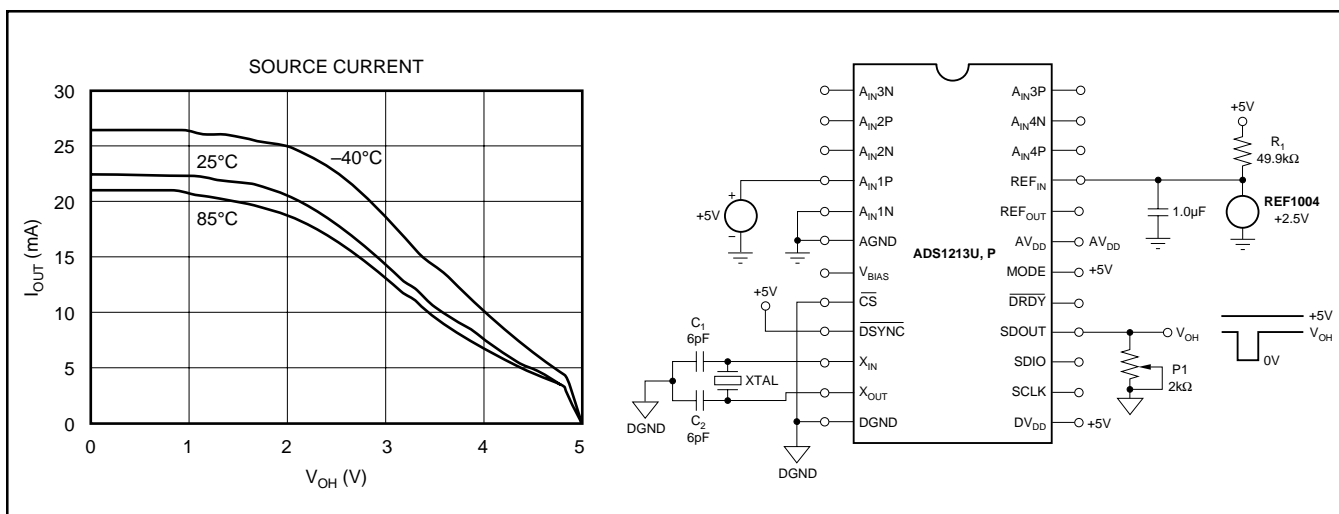 SOURCE CURRENT
30
25
20
15
10
5
0
I_OUT (mA)
–40°C
25°C
85°C
0 1 2 3 4 5
V_OH (V)
ADS1213U, P
A_IN3N
A_IN2P
A_IN2N
A_IN1P
A_IN1N
AGND
V_BIAS
CS
DSYNC
X_IN
X_OUT
DGND
A_IN3P
A_IN4N
A_IN4P
REF_IN
REF_OUT
AV_DD
MODE
DRDY
SDOUT
SDIO
SCLK
DV_DD
+
+5V
–
+5V
C1
6pF
XTAL
C2
6pF
DGND
DGND
+5V
R1
49.9kΩ
1.0µF
REF1004
+2.5V
AV_DD
+5V
V_OH
P1
2kΩ
+5V
+5V
V_OH
0V